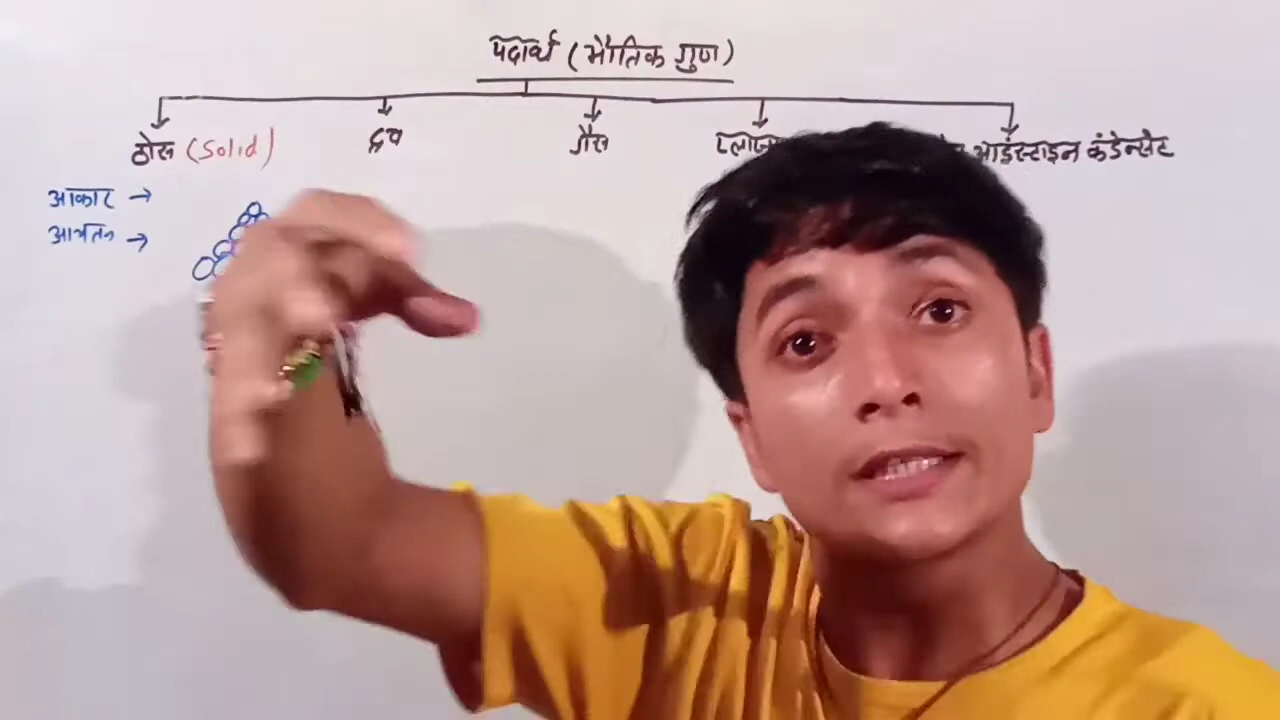 पदार्थ (भौतिक गुण)
ठोस (Solid) द्रव गैस आइंस्टाइन कंडेन्सेट
आकार →
आयतन →